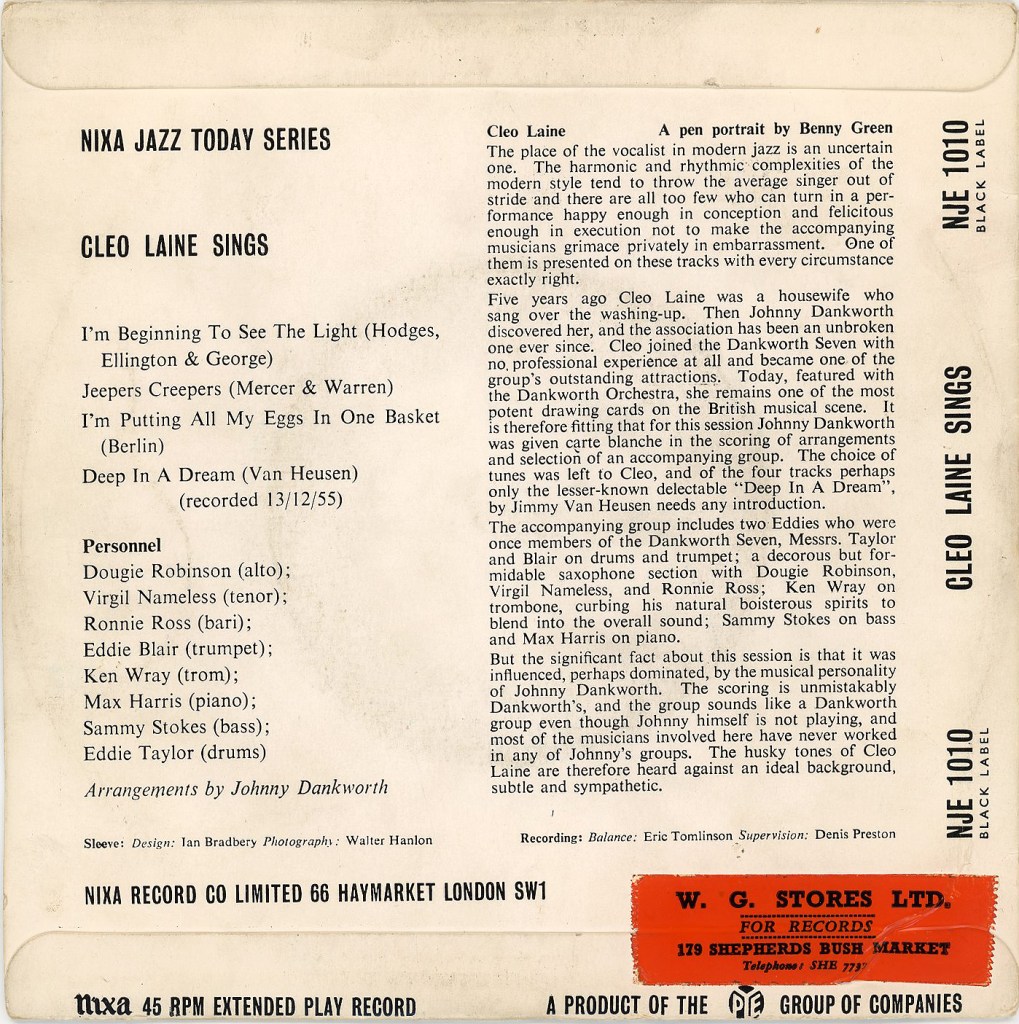 NIXA JAZZ TODAY SERIES
CLEO LAINE SINGS
I'm Beginning To See The Light (Hodges,
Ellington & George)
Jeepers Creepers (Mercer & Warren)
I'm Putting All My Eggs In One Basket
(Berlin)
Deep In A Dream (Van Heusen)
(recorded 13/12/55)
Personnel
Dougie Robinson (alto);
Virgil Nameless (tenor);
Ronnie Ross (bari);
Eddie Blair (trumpet);
Ken Wray (trom);
Max Harris (piano);
Sammy Stokes (bass);
Eddie Taylor (drums)
Arrangements by Johnny Dankworth
Sleeve: Design: Ian Bradbery Photography: Walter Hanlon
NIXA RECORD CO LIMITED 66 HAYMARKET LONDON SW1
Cleo Laine A pen portrait by Benny Green
The place of the vocalist in modern jazz is an uncertain
one. The harmonic and rhythmic complexities of the
modern style tend to throw the average singer out of
stride and there are all too few who can turn in a per-
formance happy enough in conception and felicitous
enough in execution not to make the accompanying
musicians grimace privately in embarrassment. One of
them is presented on these tracks with every circumstance
exactly right.
Five years ago Cleo Laine was a housewife who
sang over the washing-up. Then Johnny Dankworth
discovered her, and the association has been an unbroken
one ever since. Cleo joined the Dankworth Seven with
no professional experience at all and became one of the
group's outstanding attractions. Today, featured with
the Dankworth Orchestra, she remains one of the most
potent drawing cards on the British musical scene. It
is therefore fitting that for this session Johnny Dankworth
was given carte blanche in the scoring of arrangements
and selection of an accompanying group. The choice of
tunes was left to Cleo, and of the four tracks perhaps
only the lesser-known delectable "Deep In A Dream",
by Jimmy Van Heusen needs any introduction.
The accompanying group includes two Eddies who were
once members of the Dankworth Seven, Messrs. Taylor
and Blair on drums and trumpet; a decorous but for-
midable saxophone section with Dougie Robinson,
Virgil Nameless, and Ronnie Ross; Ken Wray on
trombone, curbing his natural boisterous spirits to
blend into the overall sound; Sammy Stokes on bass
and Max Harris on piano.
But the significant fact about this session is that it was
influenced, perhaps dominated, by the musical personality
of Johnny Dankworth. The scoring is unmistakably
Dankworth's, and the group sounds like a Dankworth
group even though Johnny himself is not playing, and
most of the musicians involved here have never worked
in any of Johnny's groups. The husky tones of Cleo
Laine are therefore heard against an ideal background,
subtle and sympathetic.
Recording: Balance: Eric Tomlinson Supervision: Denis Preston
NJE 1010
BLACK LABEL
CLEO LAINE SINGS
NJE 1010
BLACK LABEL
W. G. STORES LTD.
FOR RECORDS
179 SHEPHERDS BUSH MARKET
Telephone: SHE 7737
nixa 45 RPM EXTENDED PLAY RECORD
A PRODUCT OF THE PYE GROUP OF COMPANIES